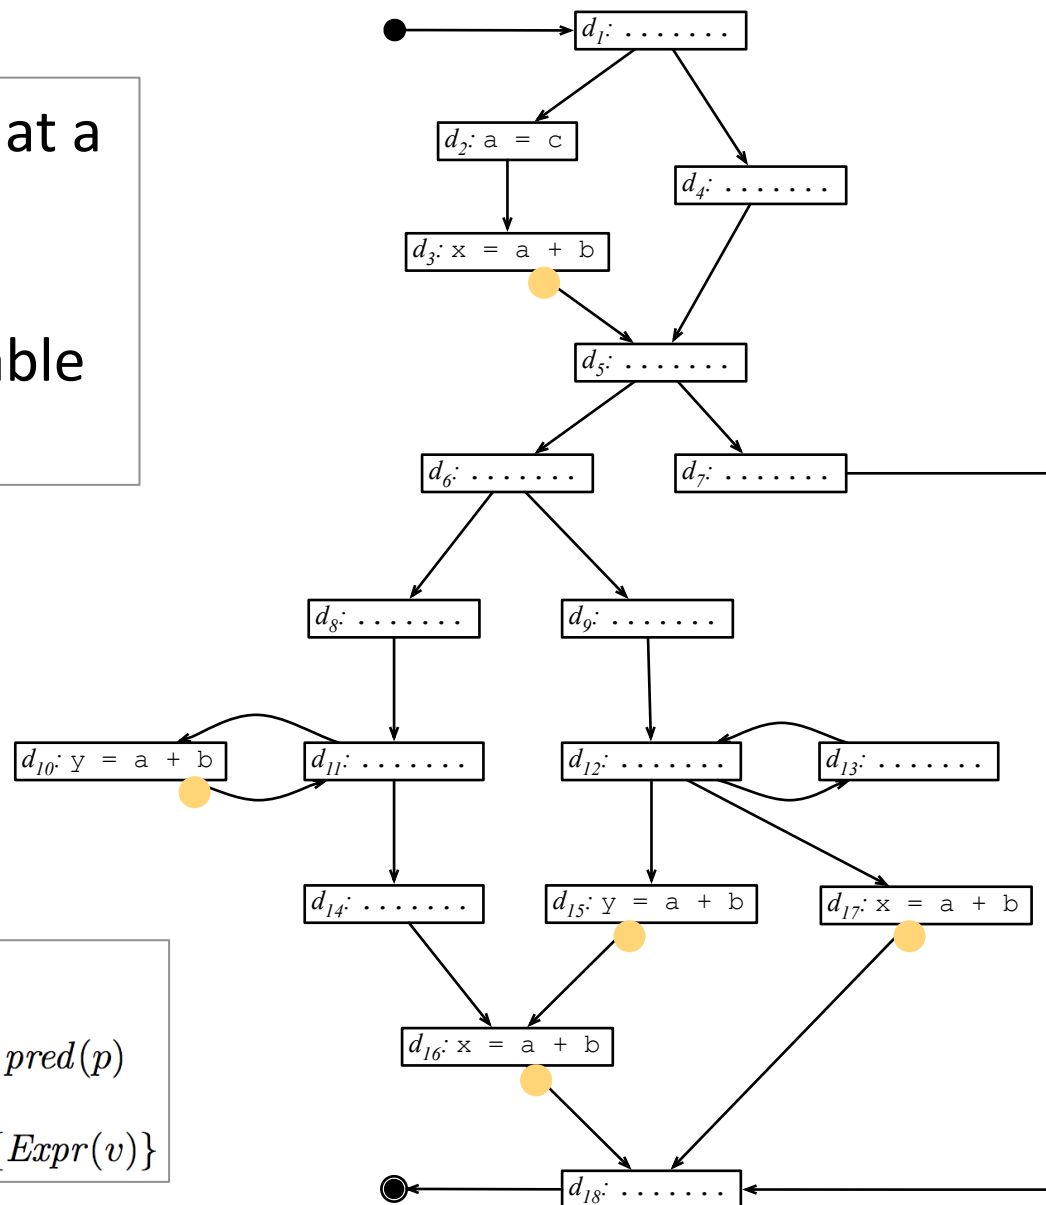 at a
able
d1: .......
d2: a = c
d4: .......
d3: x = a + b
d5: .......
d6: .......
d7: .......
d8: .......
d9: .......
d10: y = a + b
d11: .......
d12: .......
d13: .......
d14: .......
d15: y = a + b
d17: x = a + b
d16: x = a + b
pred(p)
{Expr(v)}
d18: .......